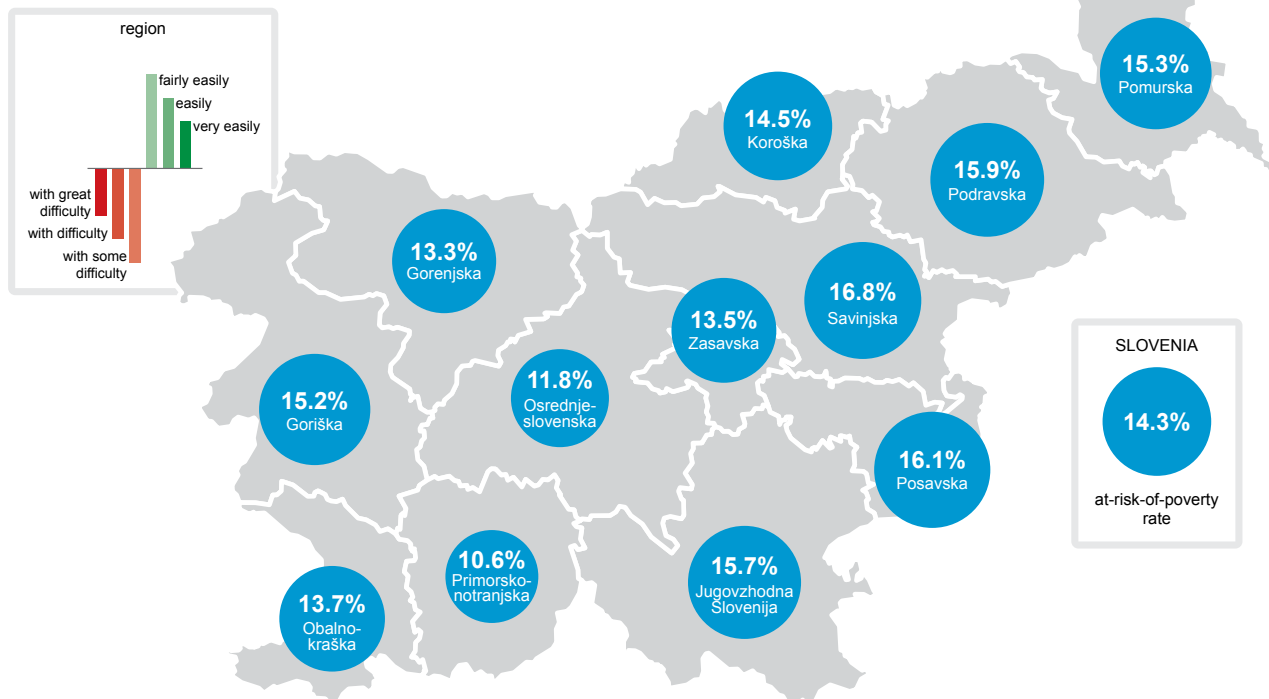 region
fairly easily
easily
very easily
with great
difficulty
with difficulty
with some
difficulty
15.3%
Pomurska
14.5%
Koroška
15.9%
Podravska
13.3%
Gorenjska
16.8%
Savinjska
13.5%
Zasavska
11.8%
Osrednje-
slovenska
15.2%
Goriška
16.1%
Posavska
10.6%
Primorsko-
notranjska
15.7%
Jugovzhodna
Slovenija
13.7%
Obalno-
kraška
SLOVENIA
14.3%
at-risk-of-poverty
rate